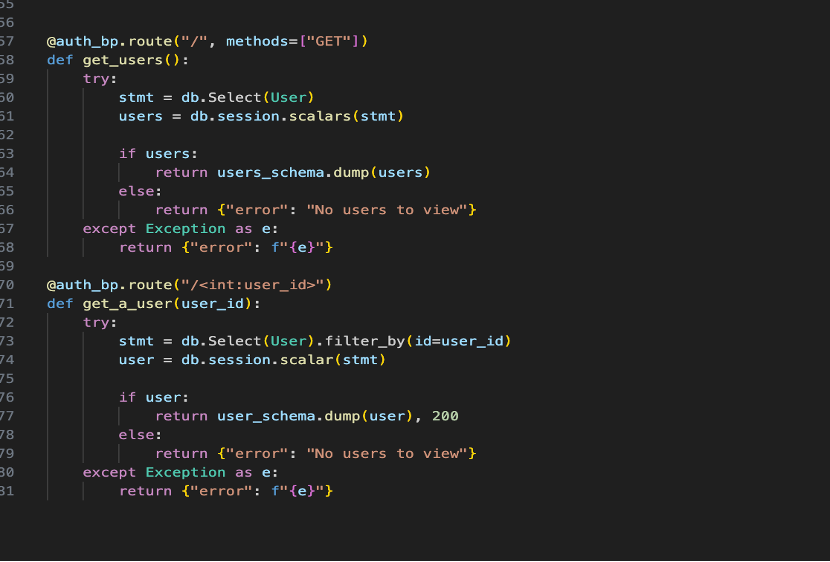 55
56
57 @auth_bp.route("/", methods=["GET"])
58 def get_users():
59 try:
60 stmt = db.Select(User)
61 users = db.session.scalars(stmt)
62
63 if users:
64 return users_schema.dump(users)
65 else:
66 return {"error": "No users to view"}
67 except Exception as e:
68 return {"error": f"{e}"}
69
70 @auth_bp.route("/<int:user_id>")
71 def get_a_user(user_id):
72 try:
73 stmt = db.Select(User).filter_by(id=user_id)
74 user = db.session.scalar(stmt)
75
76 if user:
77 return user_schema.dump(user), 200
78 else:
79 return {"error": "No users to view"}
80 except Exception as e:
81 return {"error": f"{e}"}